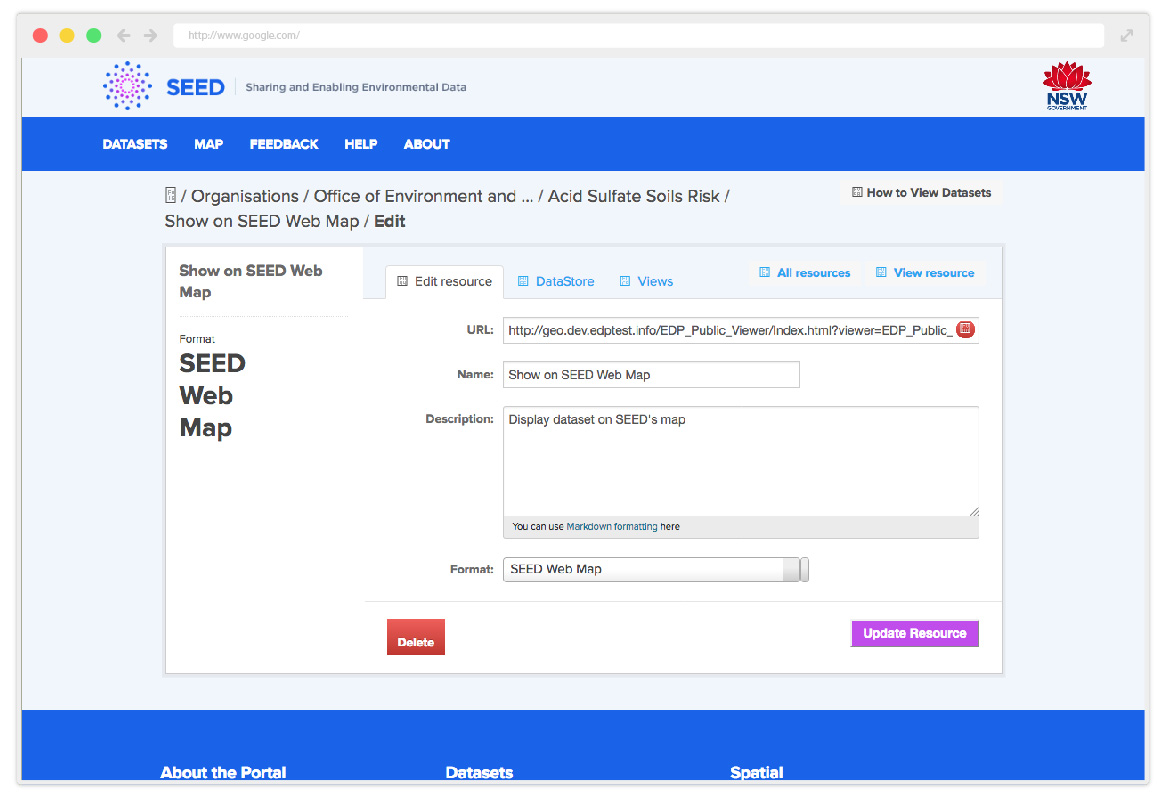 http://www.google.com/
SEED
Sharing and Enabling Environmental Data
NSW
GOVERNMENT
DATASETS MAP FEEDBACK HELP ABOUT
/ Organisations / Office of Environment and ... / Acid Sulfate Soils Risk /
Show on SEED Web Map / Edit
How to View Datasets
Show on SEED Web
Map
Format
SEED
Web
Map
Edit resource DataStore Views All resources View resource
URL: http://geo.dev.edptest.info/EDP_Public_Viewer/Index.html?viewer=EDP_Public_
Name: Show on SEED Web Map
Description: Display dataset on SEED's map
You can use Markdown formatting here
Format: SEED Web Map
Delete Update Resource
About the Portal Datasets Spatial